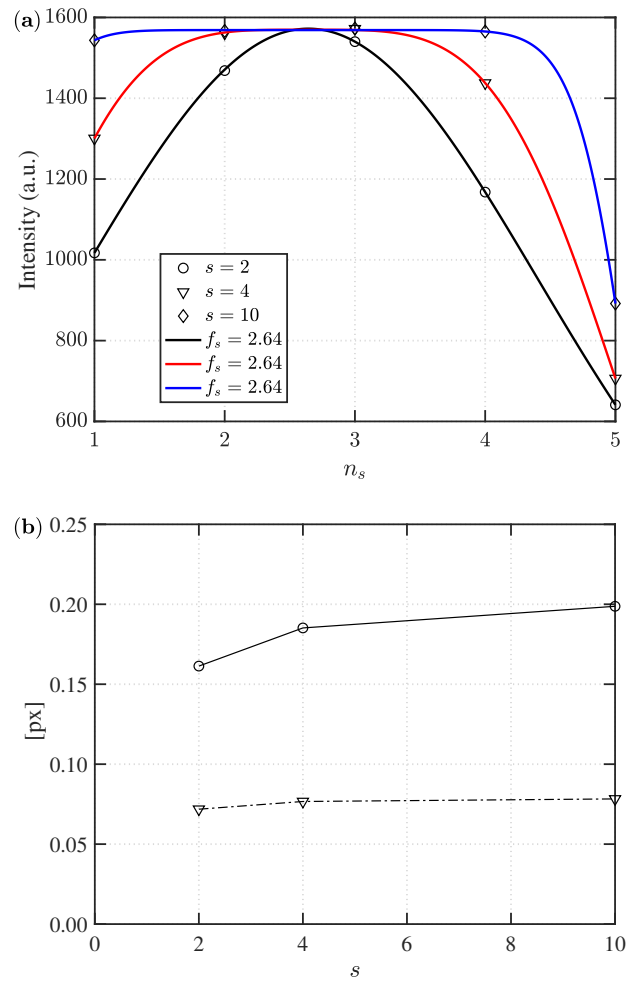 (a)
1600
1400
1200
1000
800
600
Intensity (a.u.)
s = 2
s = 4
s = 10
f_s = 2.64
f_s = 2.64
f_s = 2.64
1 2 3 4 5
n_s
(b)
0.25
0.20
0.15
0.10
0.05
0.00
[px]
0 2 4 6 8 10
s